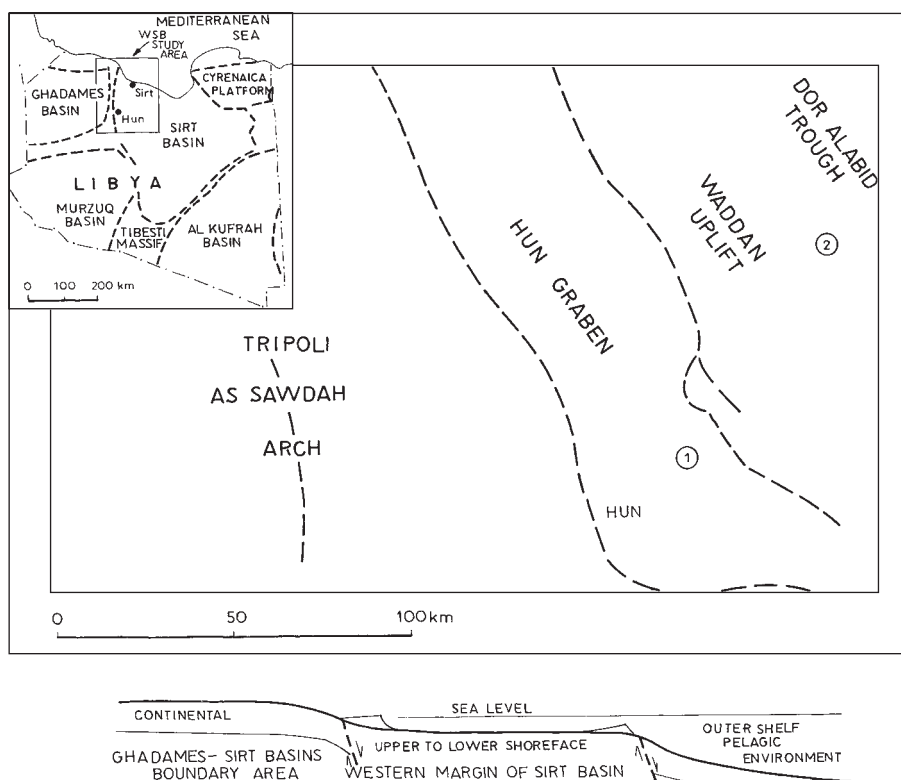 MEDITERRANEAN
SEA
WSB
STUDY
AREA
GHADAMES
BASIN
Sirt
Hun
CYRENAICA
PLATFORM
SIRT
BASIN
LIBYA
MURZUQ
BASIN
TIBESTI
MASSIF
AL KUFRAH
BASIN
0 100 200 km
DOR ALABID
TROUGH
WADDAN
UPLIFT
2
HUN GRABEN
TRIPOLI
AS SAWDAH
ARCH
1
HUN
0 50 100 km
SEA LEVEL
CONTINENTAL
UPPER TO LOWER SHOREFACE
OUTER SHELF
PELAGIC
ENVIRONMENT
GHADAMES-SIRT BASINS
BOUNDARY AREA
WESTERN MARGIN OF SIRT BASIN